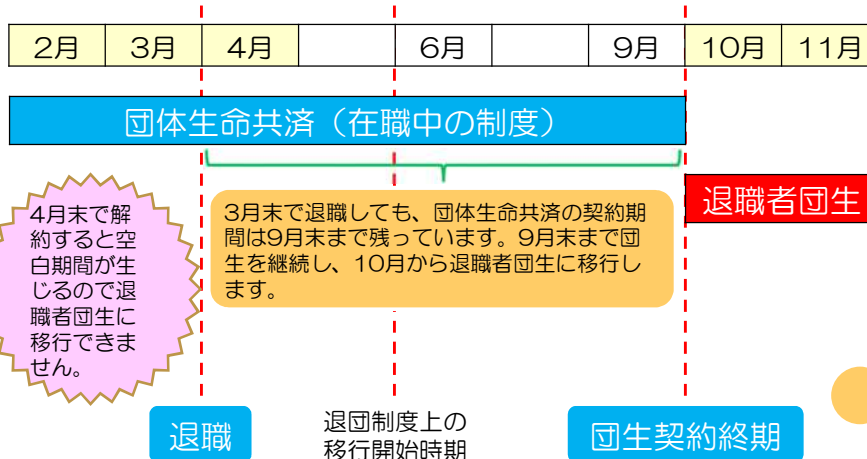 2月 3月 4月 6月 9月 10月 11月
団体生命共済（在職中の制度）
退職者団生
4月末で解
約すると空
白期間が生
じるので退
職者団生に
移行できま
せん。
3月末で退職しても、団体生命共済の契約期
間は9月末まで残っています。9月末まで団
生を継続し、10月から退職者団生に移行し
ます。
退職
退団制度上の
移行開始時期
団生契約終期